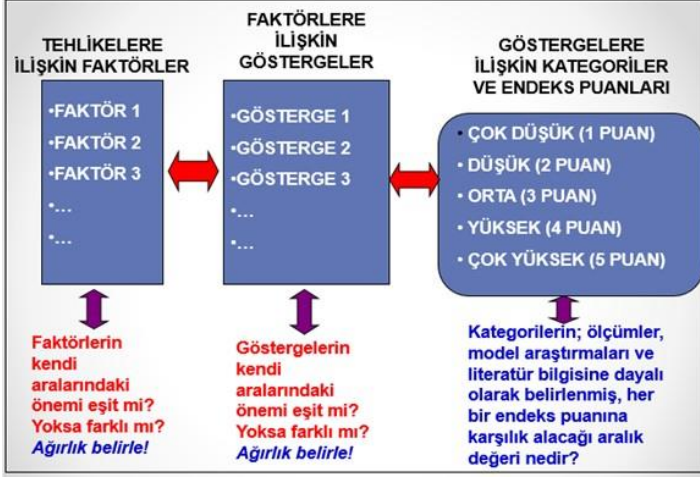 TEHLİKELERE
İLİŞKİN FAKTÖRLER
•FAKTÖR 1
•FAKTÖR 2
•FAKTÖR 3
•...
•...
Faktörlerin
kendi
aralarındaki
önemi eşit mi?
Yoksa farklı mı?
Ağırlık belirle!
FAKTÖRLERE
İLİŞKİN
GÖSTERGELER
•GÖSTERGE 1
•GÖSTERGE 2
•GÖSTERGE 3
•...
•...
Göstergelerin
kendi
aralarındaki
önemi eşit mi?
Yoksa farklı mı?
Ağırlık belirle!
GÖSTERGELERE
İLİŞKİN KATEGORİLER
VE ENDEKS PUANLARI
• ÇOK DÜŞÜK (1 PUAN)
• DÜŞÜK (2 PUAN)
• ORTA (3 PUAN)
• YÜKSEK (4 PUAN)
• ÇOK YÜKSEK (5 PUAN)
Kategorilerin; ölçümler,
model araştırmaları ve
literatür bilgisine dayalı
olarak belirlenmiş, her
bir endeks puanına
karşılık alacağı aralık
değeri nedir?